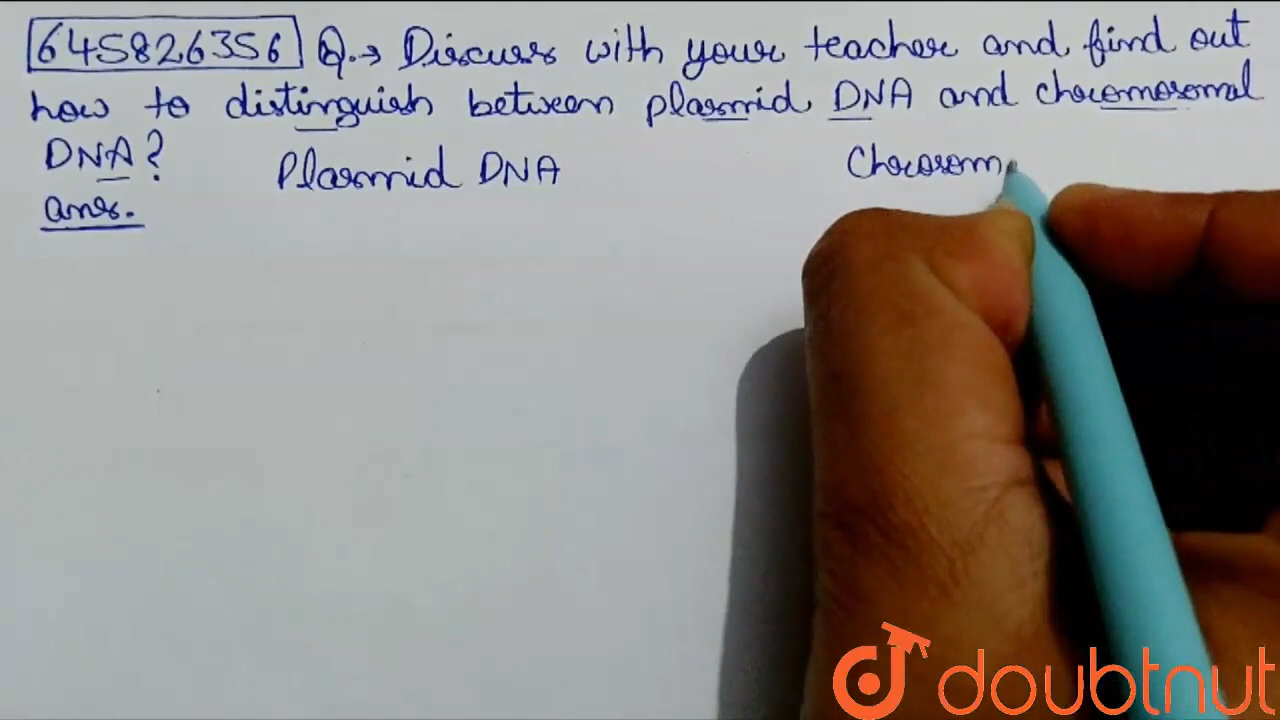 645826356 Q.→ Discuss with your teacher and find out
how to distinguish between plasmid DNA and chromosomal
DNA?
Plasmid DNA Chorosom
ans.
doubtnut